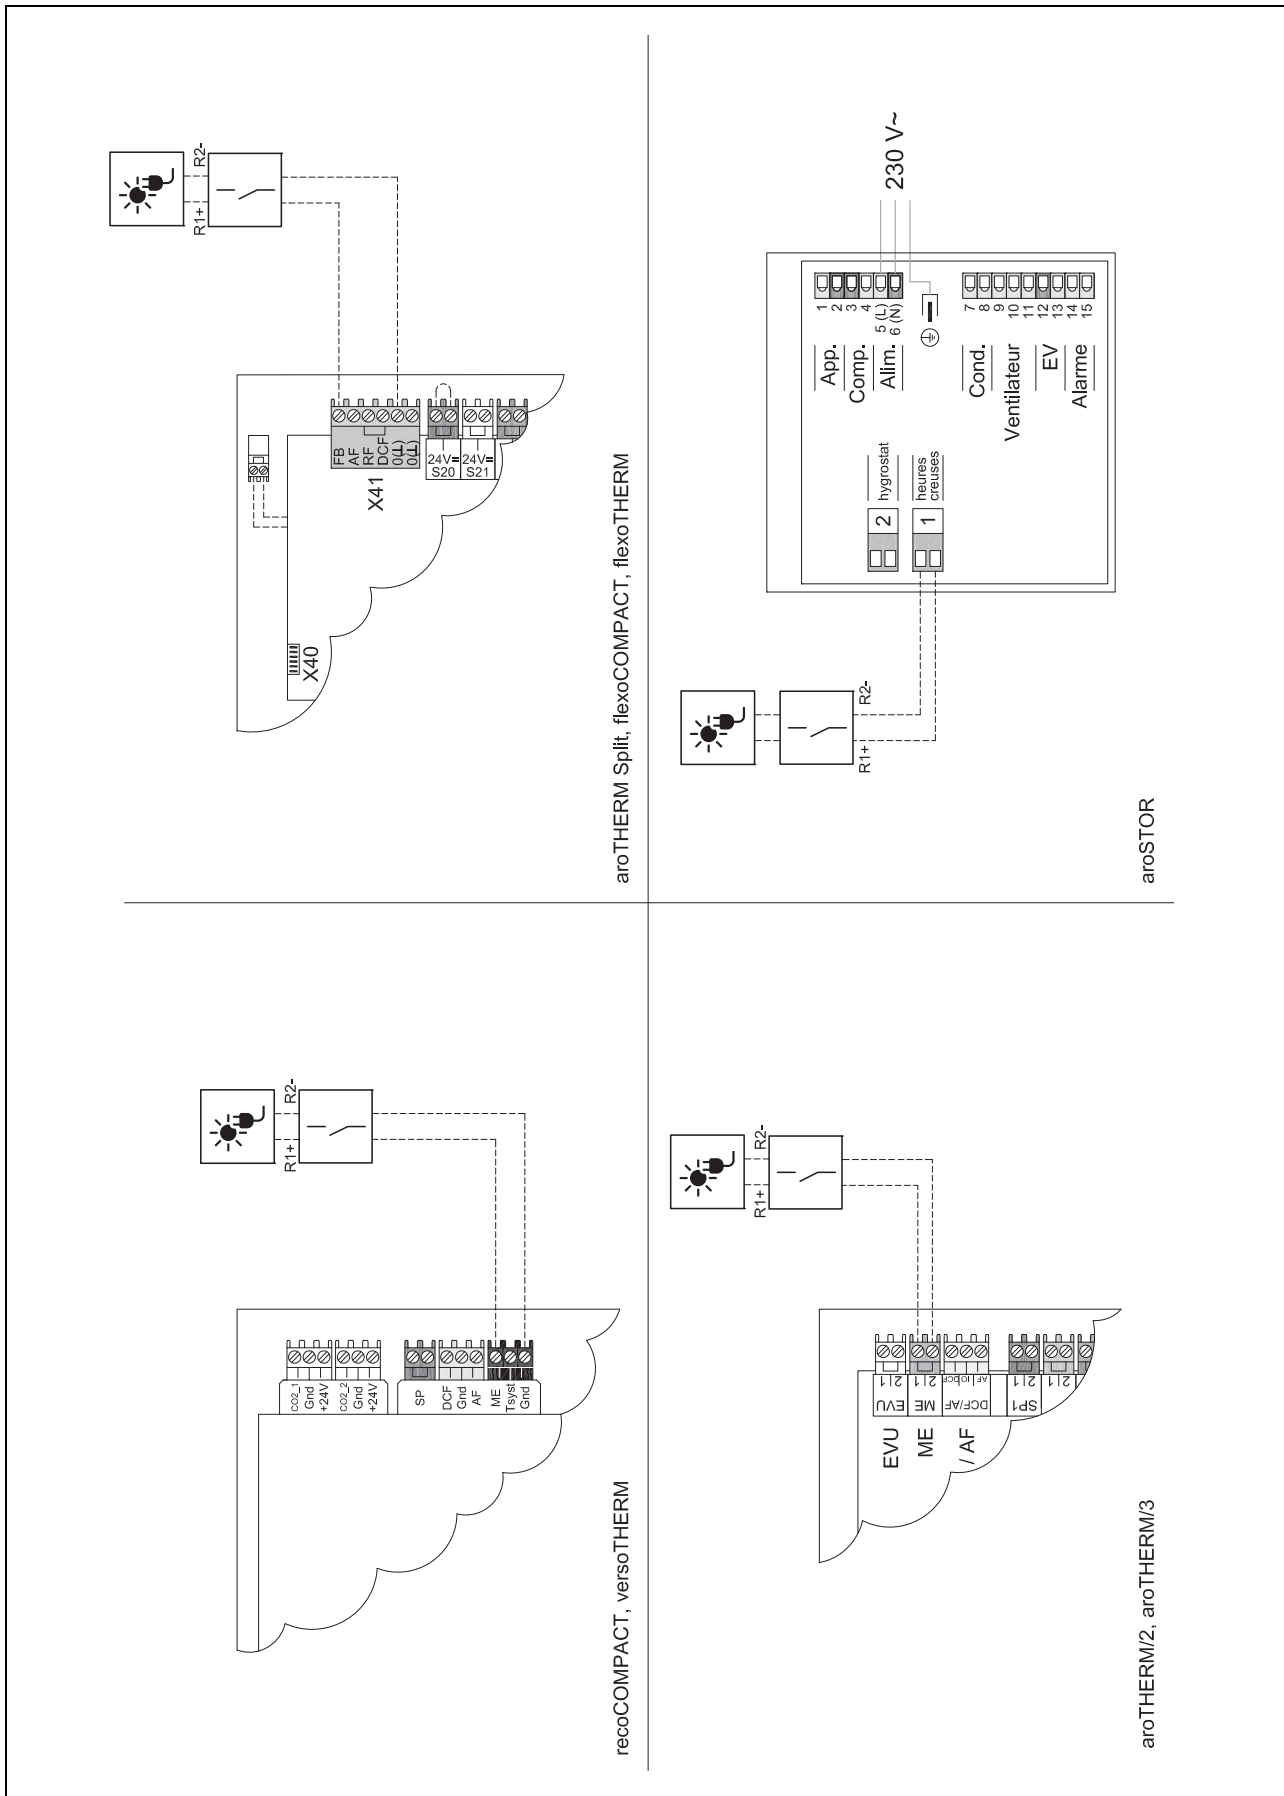 recoCOMPACT, versoTHERM
CO2_1
Gnd
+24V
CO2_2
Gnd
+24V
SP
DCF
Gnd
AF
ME
Tsyst
Gnd
R1+
R2-
aroTHERM Split, flexoCOMPACT, flexoTHERM
X40
X41
FB
AF
RF
DCF
0(⊥)
0(⊥)
24V=
S20
24V=
S21
R1+
R2-
aroTHERM/2, aroTHERM/3
EVU
ME
/ AF
EVU
2|1
ME
2|1
DCF/AF
AF |O|DCF
SP1
2|1
2|1
R1+
R2-
aroSTOR
R1+
R2-
2
hygrostat
1
heures
creuses
App.
Comp.
Alim.
Cond.
Ventilateur
EV
Alarme
1
2
3
4
5 (L)
6 (N)
7
8
9
10
11
12
13
14
15
230 V~